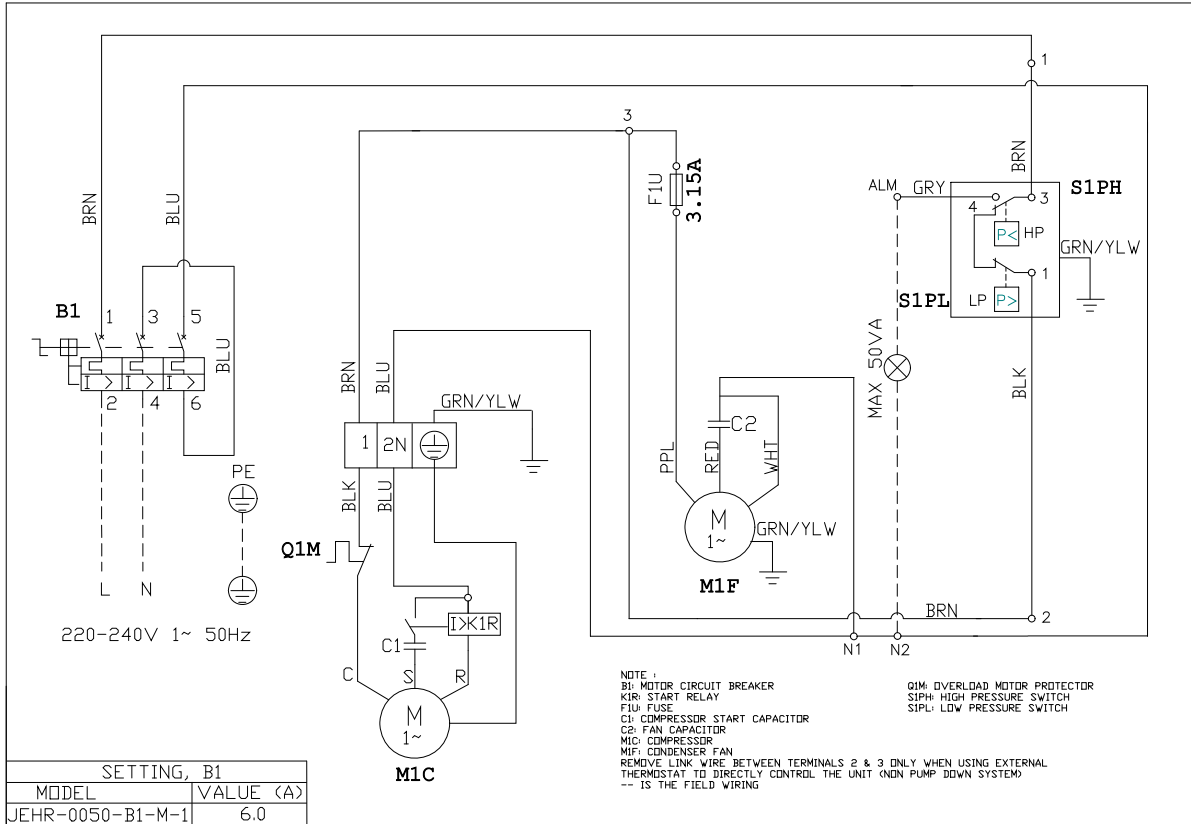 1
BRN
BLU
3
F1U
3.15A
BRN
ALM
GRY
S1PH
4
3
P<
HP
GRN/YLW
S1PL
LP
P>
1
B1
1
3
5
BLU
I >
I >
I >
2
4
6
MAX 50VA
BLK
BRN
BLU
GRN/YLW
1
2N
C2
PPL
RED
WHT
PE
BLK
BLU
M
1~
GRN/YLW
M1F
Q1M
L
N
220-240V 1~ 50Hz
I>K1R
C1
BRN
2
N1
N2
C
S
R
M
1~
M1C
NOTE :
B1: MOTOR CIRCUIT BREAKER
K1R: START RELAY
F1U: FUSE
C1: COMPRESSOR START CAPACITOR
C2: FAN CAPACITOR
M1C: COMPRESSOR
M1F: CONDENSER FAN
REMOVE LINK WIRE BETWEEN TERMINALS 2 & 3 ONLY WHEN USING EXTERNAL
THERMOSTAT TO DIRECTLY CONTROL THE UNIT (NON PUMP DOWN SYSTEM)
-- IS THE FIELD WIRING
Q1M: OVERLOAD MOTOR PROTECTOR
S1PH: HIGH PRESSURE SWITCH
S1PL: LOW PRESSURE SWITCH
SETTING, B1
MODEL VALUE (A)
JEHR-0050-B1-M-1 6.0